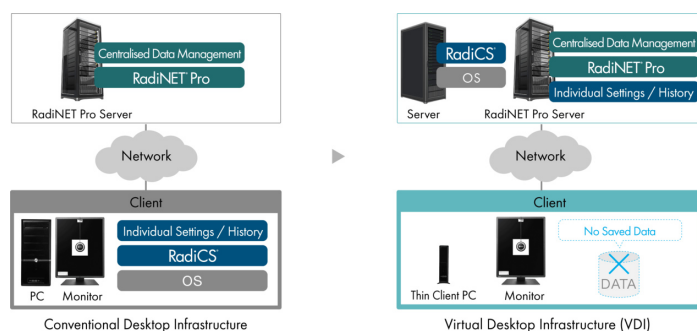 Centralised Data Management
RadiNET® Pro
RadiNET Pro Server
Network
Client
Individual Settings / History
RadiCS®
OS
PC
Monitor
Conventional Desktop Infrastructure
RadiCS®
OS
Server
Centralised Data Management
RadiNET® Pro
Individual Settings / History
RadiNET Pro Server
Network
Client
No Saved Data
DATA
Thin Client PC
Monitor
Virtual Desktop Infrastructure (VDI)